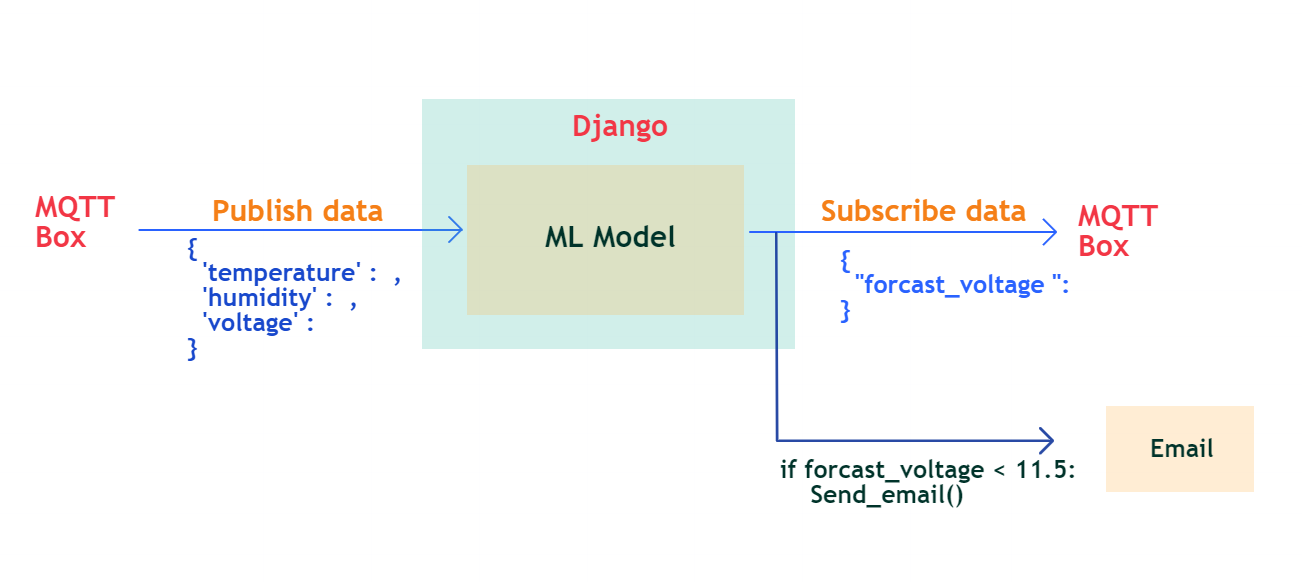 Django
MQTT
Box
Publish data
{
'temperature' :  ,
'humidity' :  ,
'voltage' :
}
ML Model
Subscribe data
{
"forcast_voltage ":
}
MQTT
Box
if forcast_voltage < 11.5:
Send_email()
Email